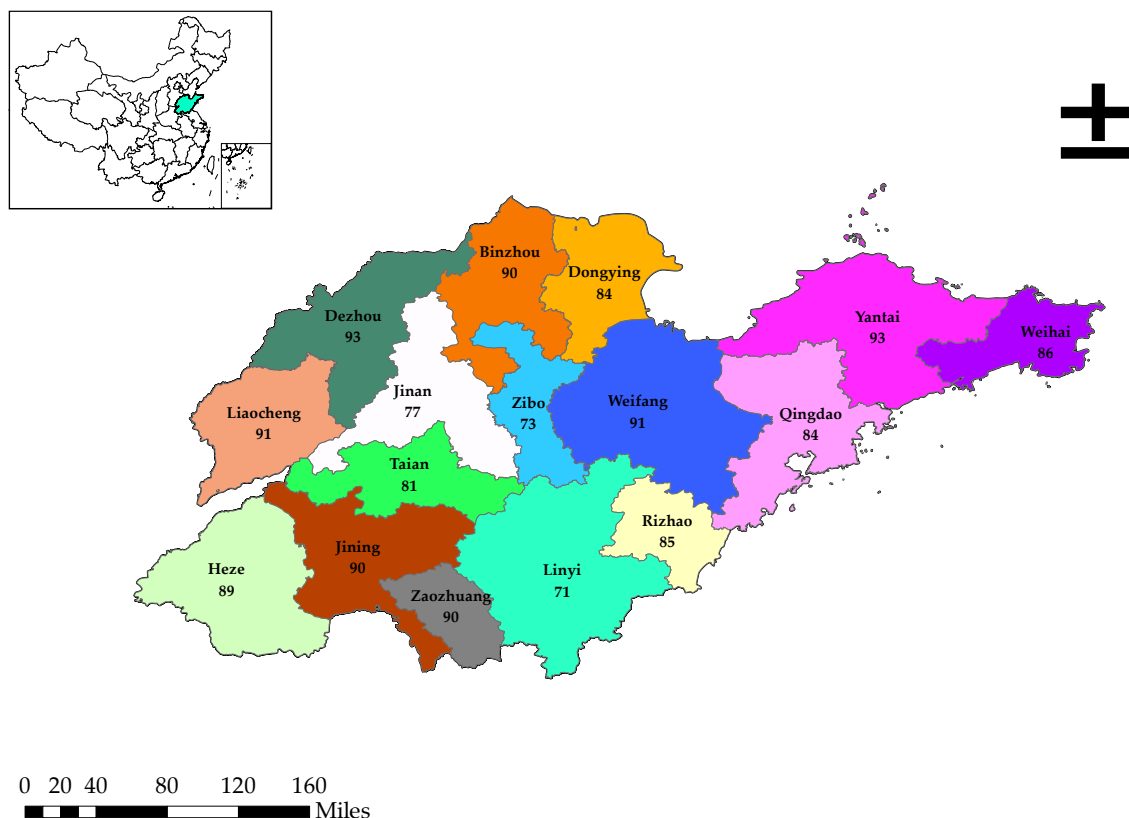 ±
Binzhou
90
Dongying
84
Dezhou
93
Yantai
93
Weihai
86
Jinan
77
Zibo
73
Weifang
91
Liaocheng
91
Qingdao
84
Taian
81
Rizhao
85
Jining
90
Heze
89
Linyi
71
Zaozhuang
90
0 20 40 80 120 160
Miles